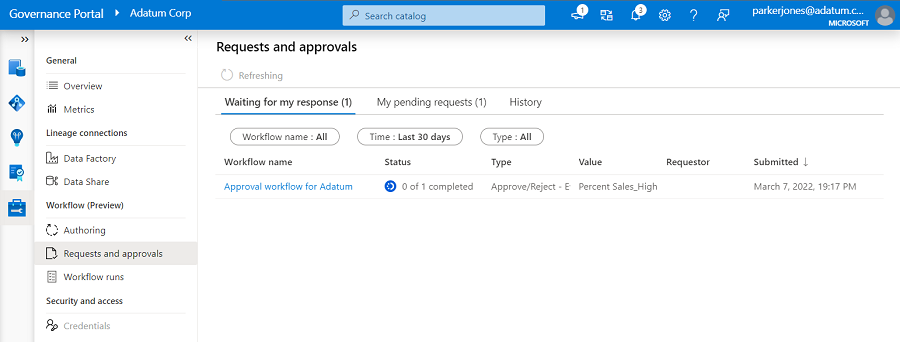 Governance Portal Adatum Corp
Search catalog
1
3
parkerjones@adatum.c...
MICROSOFT
»
«
General
Overview
Metrics
Lineage connections
Data Factory
Data Share
Workflow (Preview)
Authoring
Requests and approvals
Workflow runs
Security and access
Credentials
Requests and approvals
Refreshing
Waiting for my response (1) My pending requests (1) History
Workflow name : All Time : Last 30 days Type : All
Workflow name Status Type Value Requestor Submitted ↓
Approval workflow for Adatum 0 of 1 completed Approve/Reject - E Percent Sales_High March 7, 2022, 19:17 PM